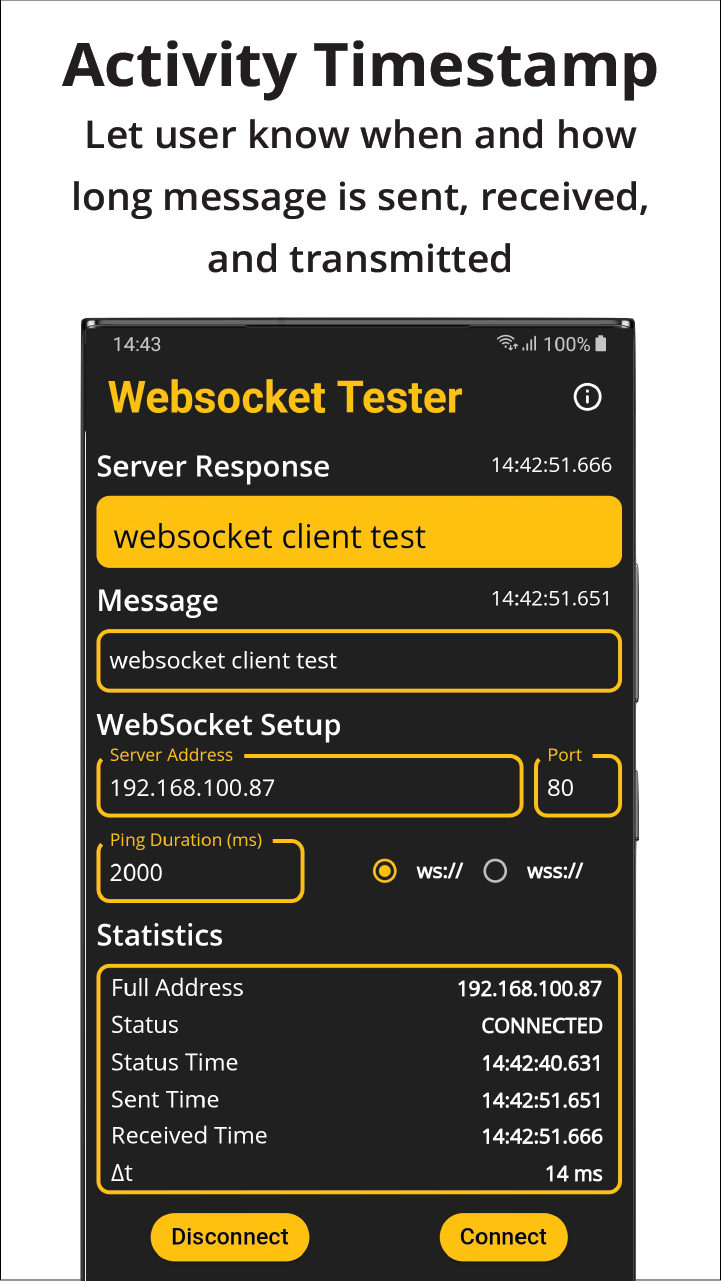 Activity Timestamp
Let user know when and how
long message is sent, received,
and transmitted
14:43 100%
Websocket Tester
Server Response 14:42:51.666
websocket client test
Message 14:42:51.651
websocket client test
WebSocket Setup
Server Address Port
192.168.100.87 80
Ping Duration (ms)
2000 ws:// wss://
Statistics
Full Address 192.168.100.87
Status CONNECTED
Status Time 14:42:40.631
Sent Time 14:42:51.651
Received Time 14:42:51.666
Δt 14 ms
Disconnect Connect